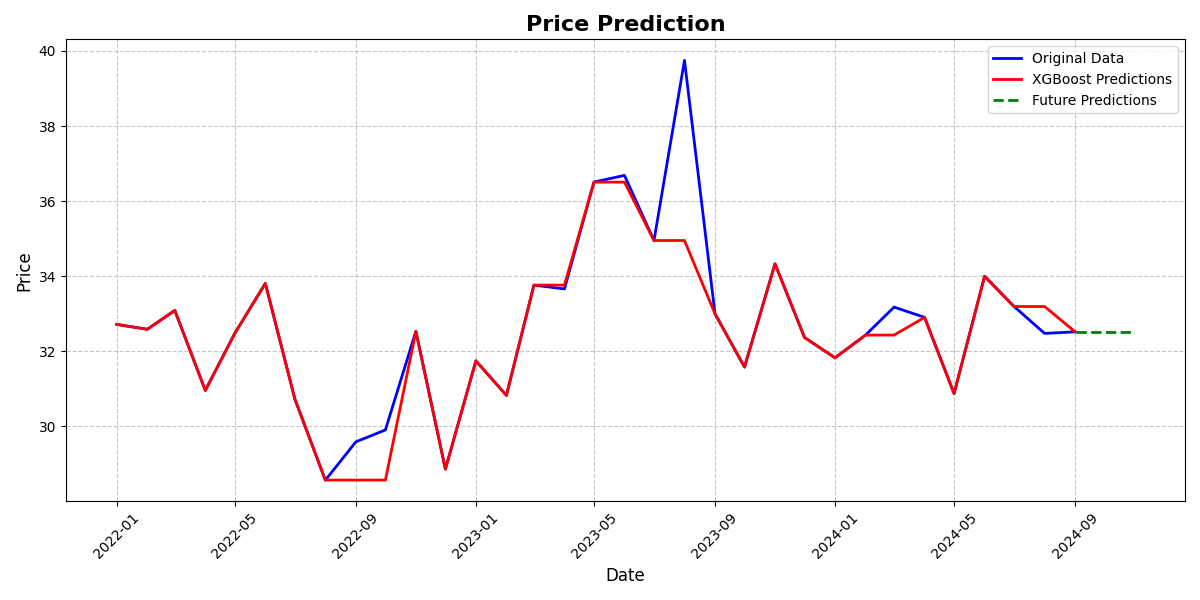 Price Prediction
Original Data
XGBoost Predictions
Future Predictions
Price
40
38
36
34
32
30
2022-01
2022-05
2022-09
2023-01
2023-05
2023-09
2024-01
2024-05
2024-09
Date